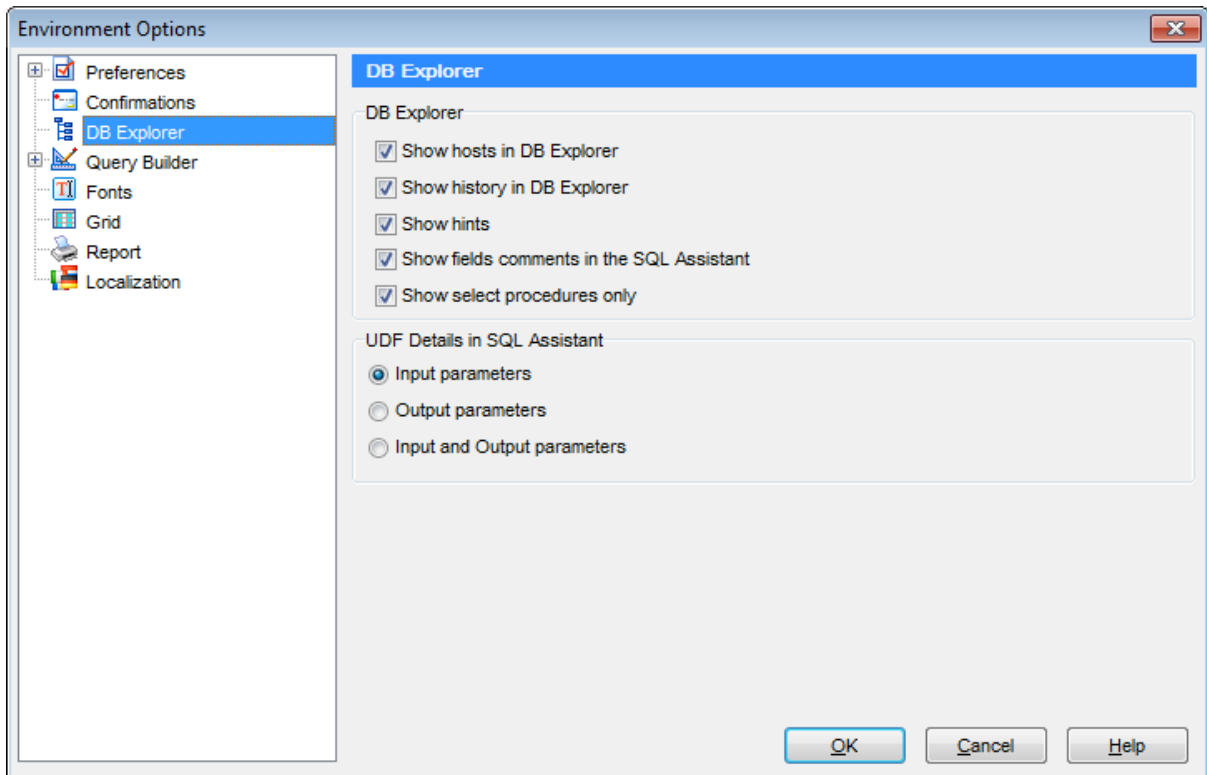 Environment Options
Preferences
Confirmations
DB Explorer
Query Builder
Fonts
Grid
Report
Localization
DB Explorer
DB Explorer
Show hosts in DB Explorer
Show history in DB Explorer
Show hints
Show fields comments in the SQL Assistant
Show select procedures only
UDF Details in SQL Assistant
Input parameters
Output parameters
Input and Output parameters
OK Cancel Help